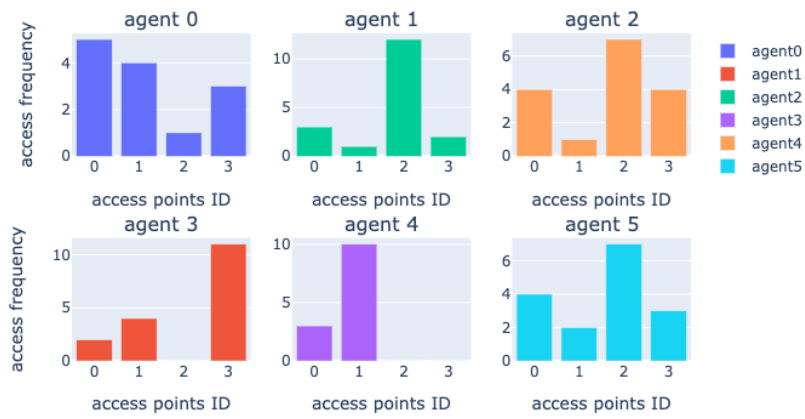 agent 0
agent 1
agent 2
access frequency
4
2
0
0 1 2 3
access points ID
10
5
0
0 1 2 3
access points ID
6
4
2
0
0 1 2 3
access points ID
agent0
agent1
agent2
agent3
agent4
agent5
agent 3
agent 4
agent 5
access frequency
10
5
0
0 1 2 3
access points ID
10
5
0
0 1 2 3
access points ID
6
4
2
0
0 1 2 3
access points ID